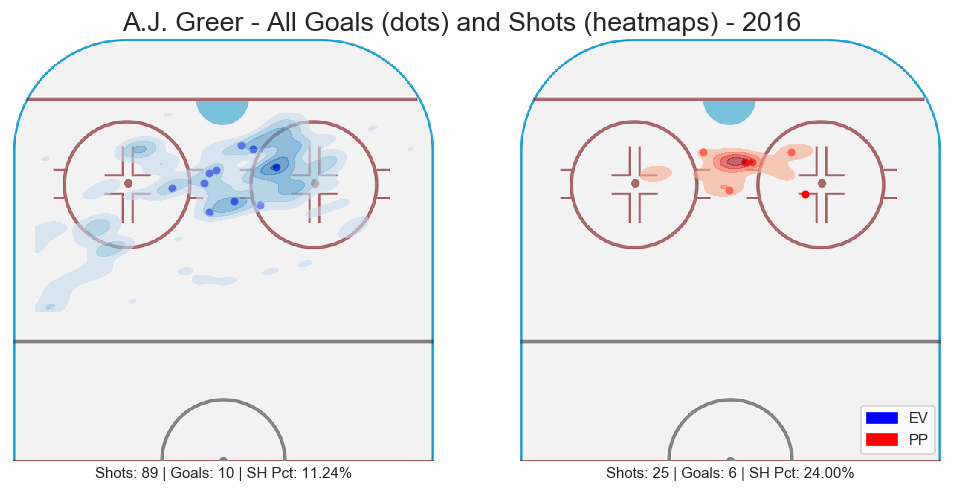 A.J. Greer - All Goals (dots) and Shots (heatmaps) - 2016
EV
PP
Shots: 89 | Goals: 10 | SH Pct: 11.24%
Shots: 25 | Goals: 6 | SH Pct: 24.00%